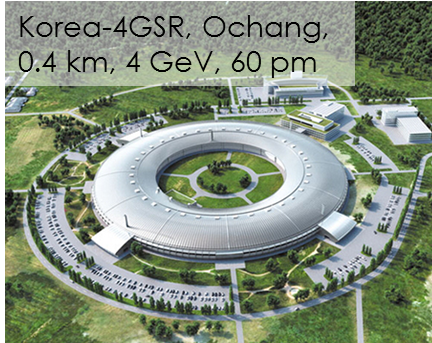 Korea-4GSR, Ochang,
0.4 km, 4 GeV, 60 pm